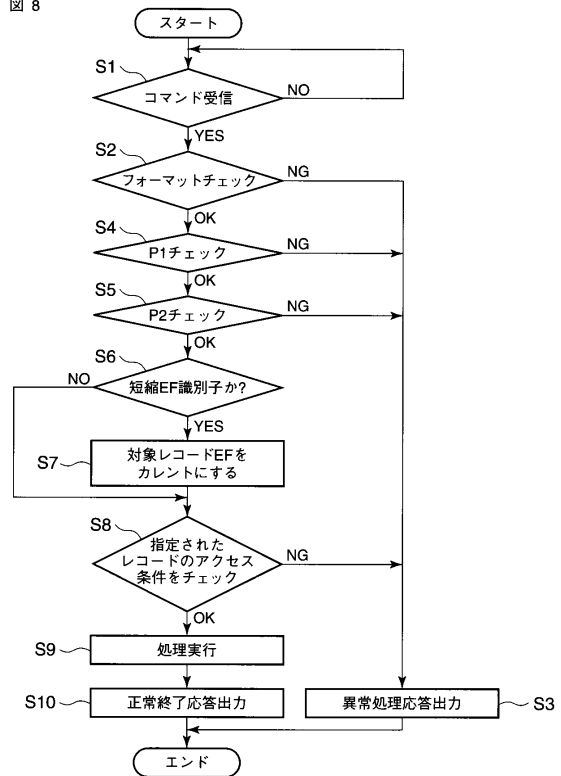 図 8
スタート
S1
コマンド受信
NO
YES
S2
フォーマットチェック
NG
OK
S4
P1チェック
NG
OK
S5
P2チェック
NG
OK
S6
NO
短縮EF識別子か?
YES
S7
対象レコードEFを
カレントにする
S8
指定された
レコードのアクセス
条件をチェック
NG
OK
S9
処理実行
S10
正常終了応答出力
異常処理応答出力
S3
エンド